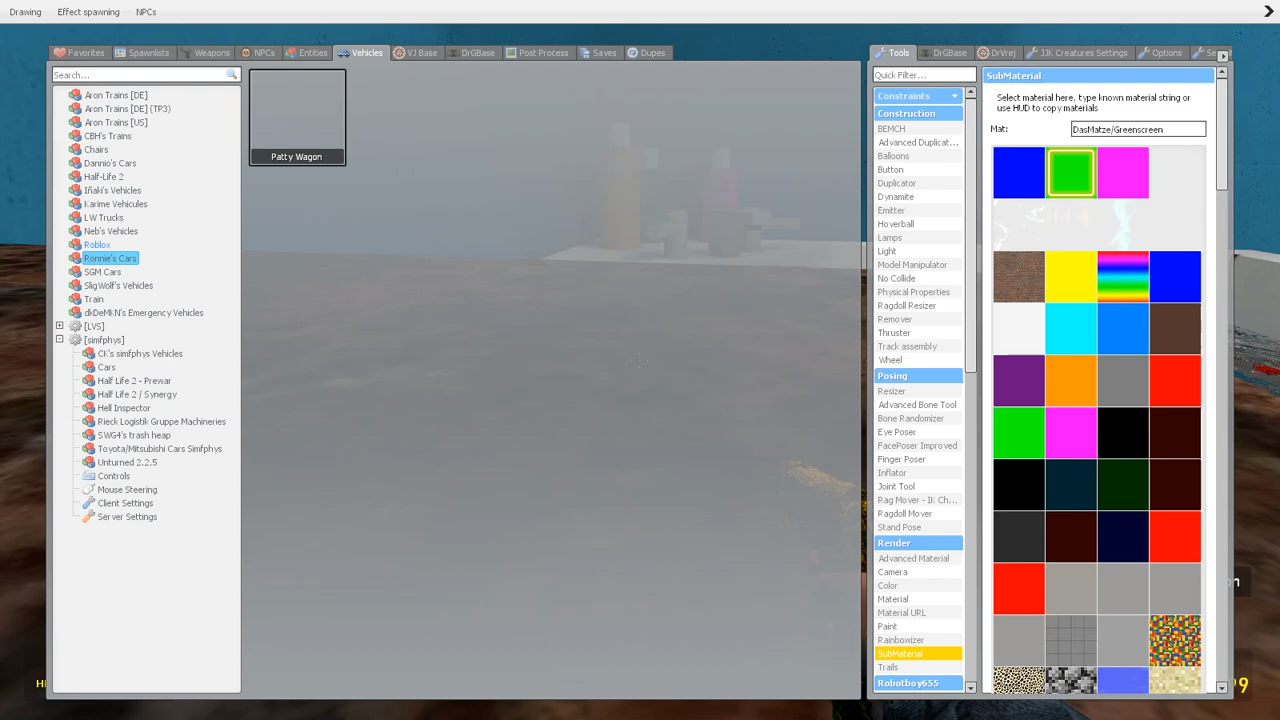 Drawing Effect spawning NPCs
Favorites Spawnlists Weapons NPCs Entities Vehicles VJ Base DrGBase Post Process Saves Dupes
Search...
Aron Trains [DE]
Aron Trains [DE] (TP3)
Aron Trains [US]
CBH's Trains
Chairs
Dannio's Cars
Half-Life 2
Iñaki's Vehicles
Karime Vehicules
LW Trucks
Neb's Vehicles
Roblox
Ronnie's Cars
SGM Cars
SligWolf's Vehicles
Train
dkDeMKN's Emergency Vehicles
[LVS]
[simfphys]
CK's simfphys Vehicles
Cars
Half Life 2 - Prewar
Half Life 2 / Synergy
Hell Inspector
Rieck Logistik Gruppe Machineries
SWG4's trash heap
Toyota/Mitsubishi Cars Simfphys
Unturned 2.2.5
Controls
Mouse Steering
Client Settings
Server Settings
Patty Wagon
Tools DrGBase DrVrej JJK Creatures Settings Options
Quick Filter...
Constraints
Construction
BEMCH
Advanced Duplicat...
Balloons
Button
Duplicator
Dynamite
Emitter
Hoverball
Lamps
Light
Model Manipulator
No Collide
Physical Properties
Ragdoll Resizer
Remover
Thruster
Track assembly
Wheel
Posing
Resizer
Advanced Bone Tool
Bone Randomizer
Eye Poser
FacePoser Improved
Finger Poser
Inflator
Joint Tool
Rag Mover - IK Ch...
Ragdoll Mover
Stand Pose
Render
Advanced Material
Camera
Color
Material
Material URL
Paint
Rainbowizer
SubMaterial
Trails
Robotboy655
SubMaterial
Select material here, type known material string or
use HUD to copy materials
Mat: DasMatze/Greenscreen